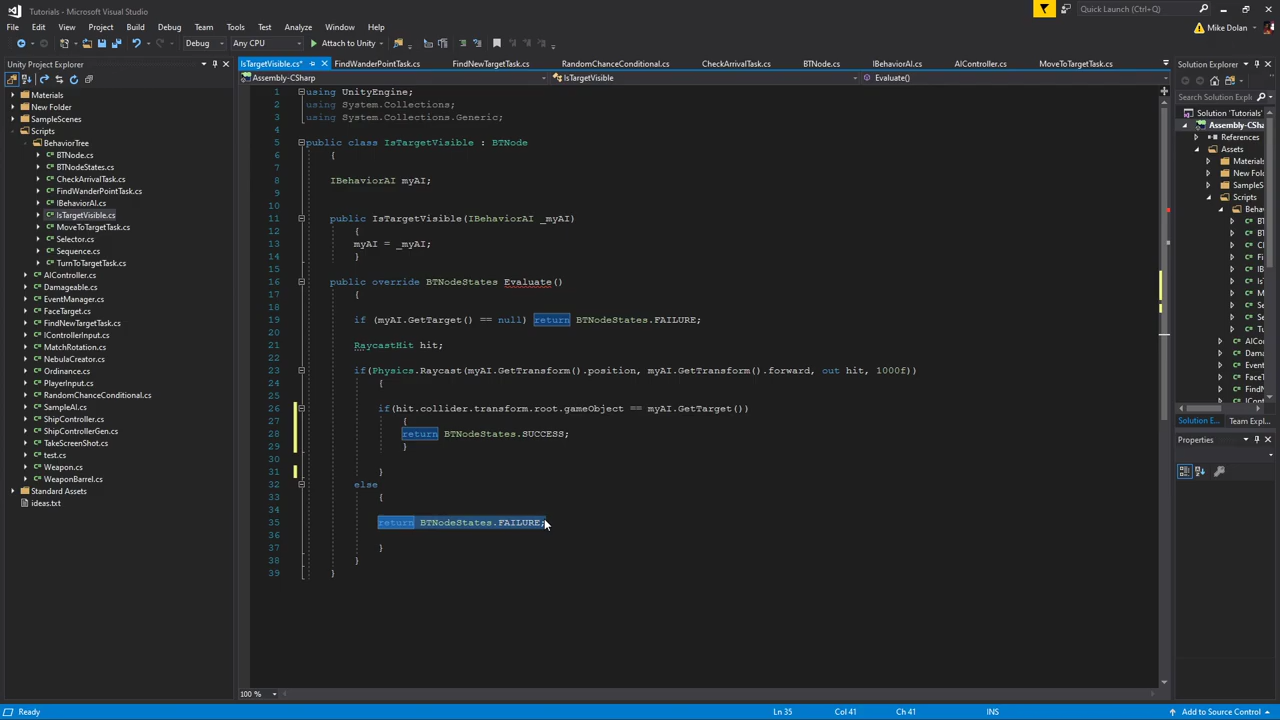 Tutorials - Microsoft Visual Studio
Quick Launch (Ctrl+Q)
File Edit View Project Build Debug Team Tools Test Analyze Window Help
Mike Dolan
Debug Any CPU Attach to Unity
Unity Project Explorer
IsTargetVisible.cs* FindWanderPointTask.cs FindNewTargetTask.cs RandomChanceConditional.cs CheckArrivalTask.cs BTNode.cs IBehaviorAI.cs AIController.cs MoveToTargetTask.cs
Solution Explorer
Assembly-CSharp IsTargetVisible Evaluate()
Materials
New Folder
SampleScenes
Scripts
BehaviorTree
BTNode.cs
BTNodeStates.cs
CheckArrivalTask.cs
FindWanderPointTask.cs
IBehaviorAI.cs
IsTargetVisible.cs
MoveToTargetTask.cs
Selector.cs
Sequence.cs
TurnToTargetTask.cs
AIController.cs
Damageable.cs
EventManager.cs
FaceTarget.cs
FindNewTargetTask.cs
IControllerInput.cs
MatchRotation.cs
NebulaCreator.cs
Ordinance.cs
PlayerInput.cs
RandomChanceConditional.cs
SampleAI.cs
ShipController.cs
ShipControllerGen.cs
TakeScreenShot.cs
test.cs
Weapon.cs
WeaponBarrel.cs
Standard Assets
ideas.txt
1 using UnityEngine;
2 using System.Collections;
3 using System.Collections.Generic;
4
5 public class IsTargetVisible : BTNode
6 {
7
8 IBehaviorAI myAI;
9
10
11 public IsTargetVisible(IBehaviorAI _myAI)
12 {
13 myAI = _myAI;
14 }
15
16 public override BTNodeStates Evaluate()
17 {
18
19 if (myAI.GetTarget() == null) return BTNodeStates.FAILURE;
20
21 RaycastHit hit;
22
23 if(Physics.Raycast(myAI.GetTransform().position, myAI.GetTransform().forward, out hit, 1000f))
24 {
25
26 if(hit.collider.transform.root.gameObject == myAI.GetTarget())
27 {
28 return BTNodeStates.SUCCESS;
29 }
30
31 }
32 else
33 {
34
35 return BTNodeStates.FAILURE;
36
37 }
38 }
39 }
100 %
Search Solution Explo
Solution 'Tutorials'
Assembly-CSh
References
Assets
Materials
New Fold
SampleS
Scripts
Beha
AICo
Solution E... Team Expl...
Properties
Ready Ln 35 Col 41 Ch 41 INS Add to Source Control